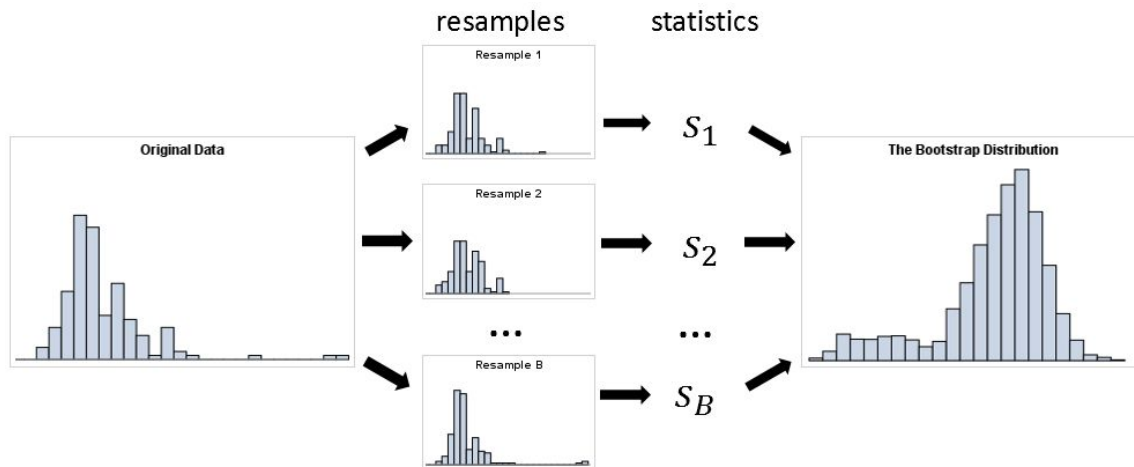 resamples
statistics
Original Data
Resample 1
S1
Resample 2
S2
...
...
Resample B
SB
The Bootstrap Distribution